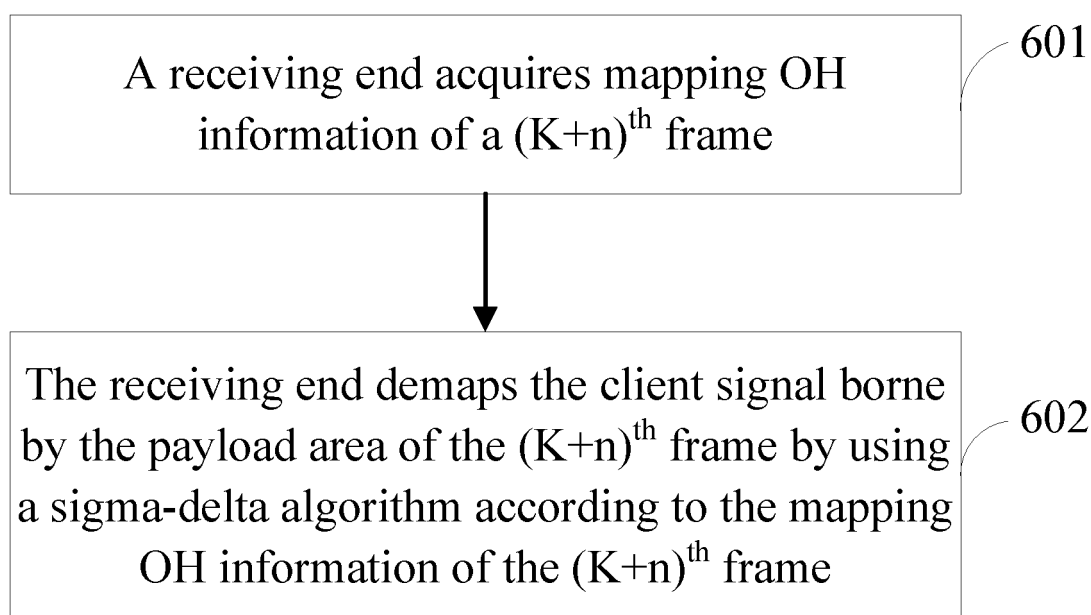 A receiving end acquires mapping OH
information of a (K+n)th frame
601
The receiving end demaps the client signal borne
by the payload area of the (K+n)th frame by using
a sigma-delta algorithm according to the mapping
OH information of the (K+n)th frame
602